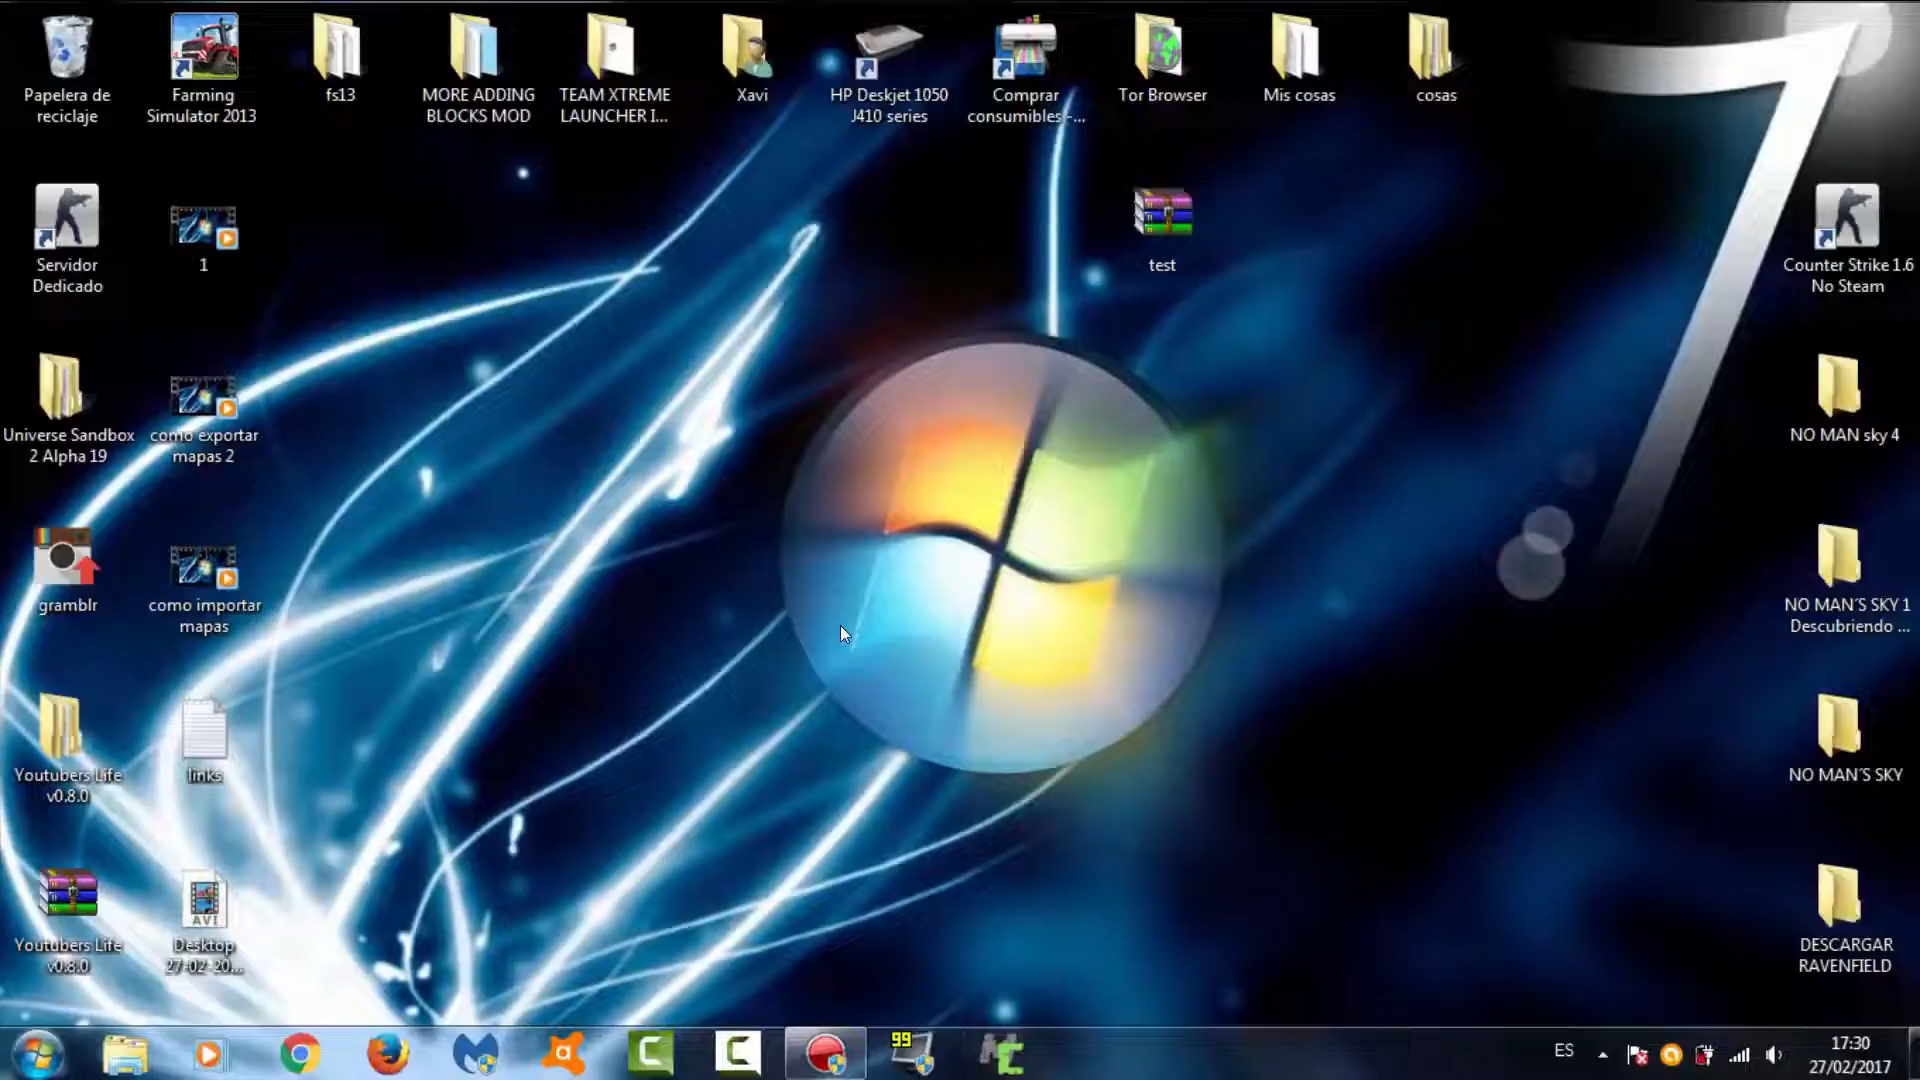 Papelera de
reciclaje
Farming
Simulator 2013
fs13
MORE ADDING
BLOCKS MOD
TEAM XTREME
LAUNCHER I...
Xavi
HP Deskjet 1050
J410 series
Comprar
consumibles -...
Tor Browser
Mis cosas
cosas
7
Servidor
Dedicado
1
test
Counter Strike 1.6
No Steam
Universe Sandbox
2 Alpha 19
como exportar
mapas 2
NO MAN sky 4
gramblr
como importar
mapas
NO MAN´S SKY 1
Descubriendo ...
Youtubers Life
v0.8.0
links
NO MAN´S SKY
Youtubers Life
v0.8.0
AVI
Desktop
27-02-20...
DESCARGAR
RAVENFIELD
99
ES
17:30
27/02/2017